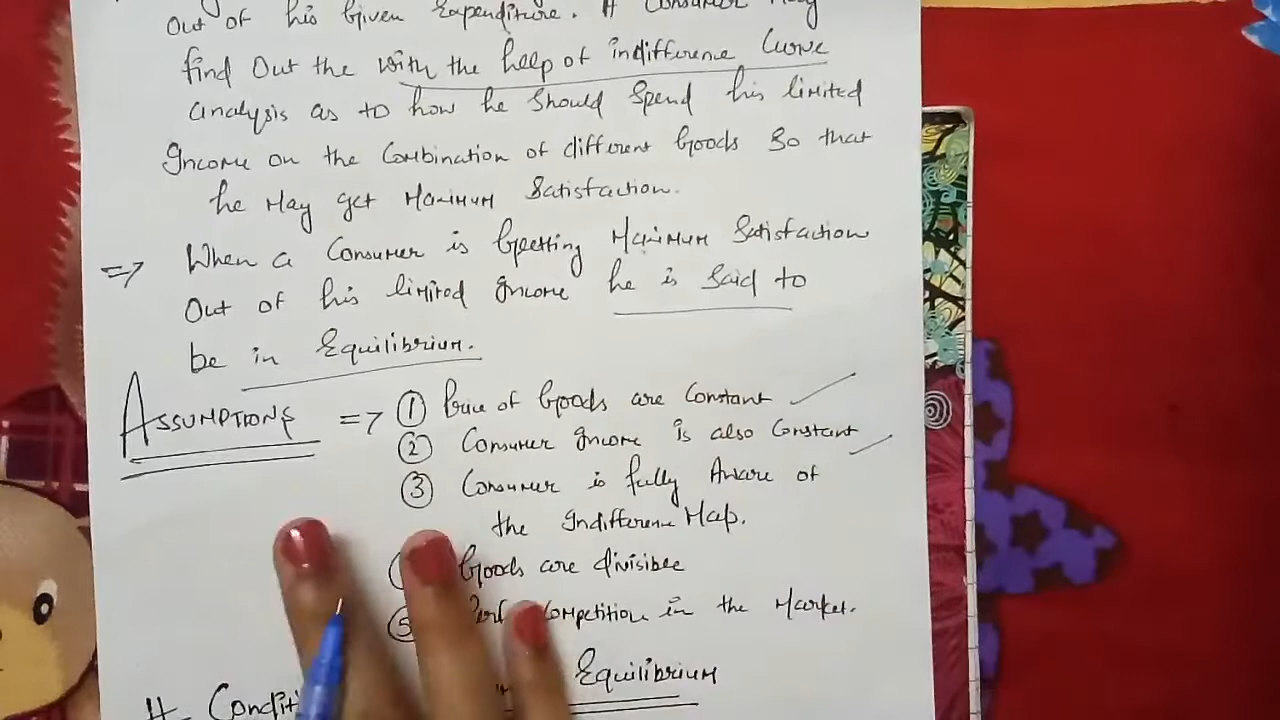 Out of his Given Expenditure. A Consumer May
find Out the with the help of indifference Curve
analysis as to how he Should Spend his limited
Income on the Combination of different Goods So that
he May get Maximum Satisfaction.
=> When a Consumer is Getting Maximum Satisfaction
Out of his limited Income he is Said to
be in Equilibrium.
ASSUMPTIONS => ① Price of Goods are Constant
② Consumer Income is also Constant
③ Consumer is fully Aware of
the Indifference Map.
Goods are divisible
⑤ Competition in the Market.
Equilibrium